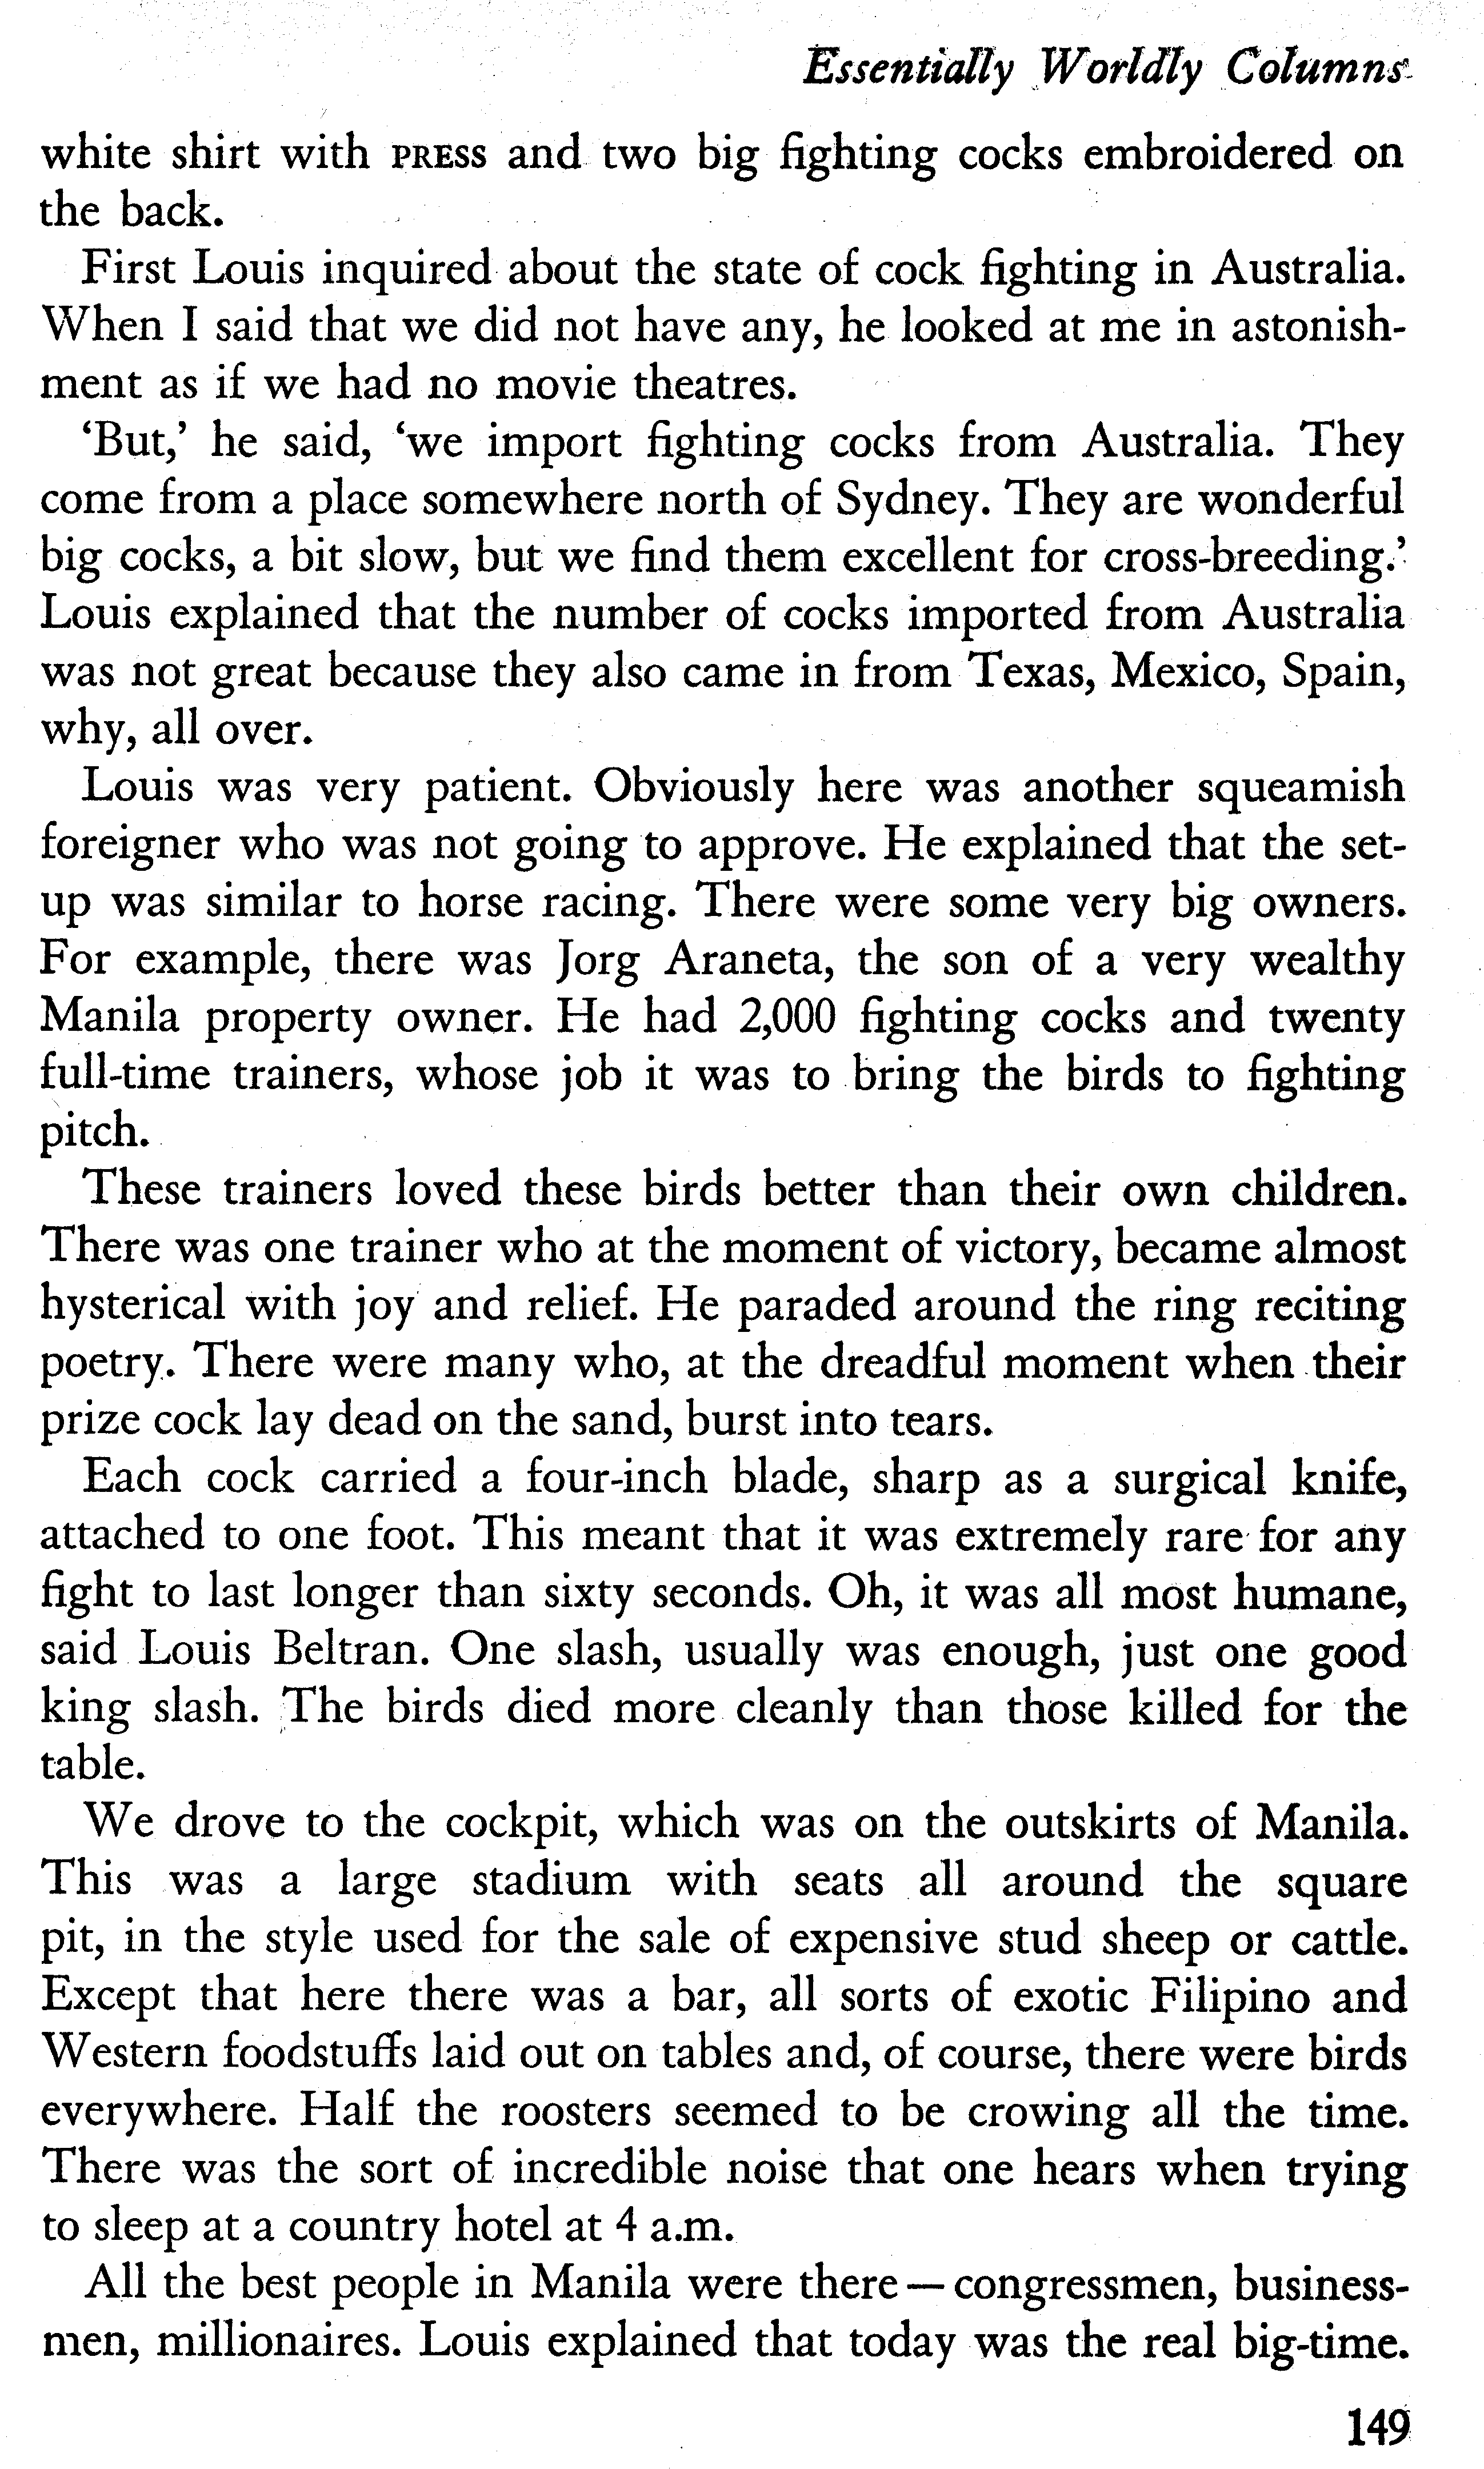 Essentially Worldly Columns
white shirt with PRESS and two big fighting cocks embroidered on
the back.
First Louis inquired about the state of cock fighting in Australia.
When I said that we did not have any, he looked at me in astonish-
ment as if we had no movie theatres.
‘But,’ he said, ‘we import fighting cocks from Australia. They
come from a place somewhere north of Sydney. They are wonderful
big cocks, a bit slow, but we find them excellent for cross-breeding.’
Louis explained that the number of cocks imported from Australia
was not great because they also came in from Texas, Mexico, Spain,
why, all over.
Louis was very patient. Obviously here was another squeamish
foreigner who was not going to approve. He explained that the set-
up was similar to horse racing. There were some very big owners.
For example, there was Jorg Araneta, the son of a very wealthy
Manila property owner. He had 2,000 fighting cocks and twenty
full-time trainers, whose job it was to bring the birds to fighting
pitch.
These trainers loved these birds better than their own children.
There was one trainer who at the moment of victory, became almost
hysterical with joy and relief. He paraded around the ring reciting
poetry. There were many who, at the dreadful moment when their
prize cock lay dead on the sand, burst into tears.
Each cock carried a four-inch blade, sharp as a surgical knife,
attached to one foot. This meant that it was extremely rare for any
fight to last longer than sixty seconds. Oh, it was all most humane,
said Louis Beltran. One slash, usually was enough, just one good
king slash. The birds died more cleanly than those killed for the
table.
We drove to the cockpit, which was on the outskirts of Manila.
This was a large stadium with seats all around the square
pit, in the style used for the sale of expensive stud sheep or cattle.
Except that here there was a bar, all sorts of exotic Filipino and
Western foodstuffs laid out on tables and, of course, there were birds
everywhere. Half the roosters seemed to be crowing all the time.
There was the sort of incredible noise that one hears when trying
to sleep at a country hotel at 4 a.m.
All the best people in Manila were there — congressmen, business-
men, millionaires. Louis explained that today was the real big-time.
149